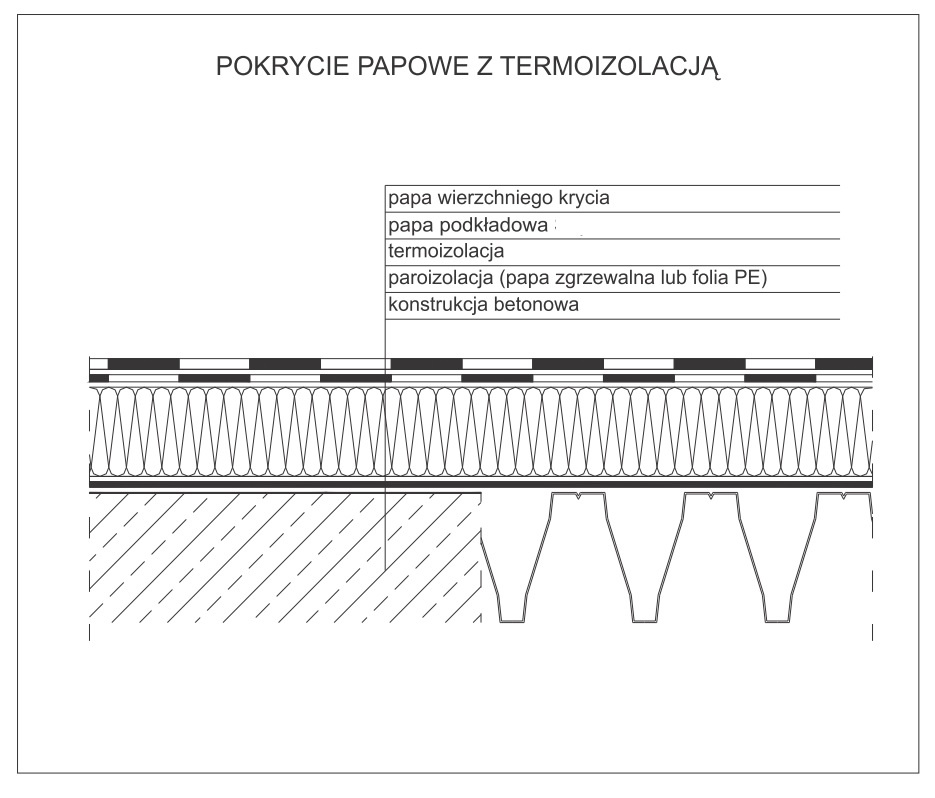 POKRYCIE PAPOWE Z TERMOIZOLACJĄ
papa wierzchniego krycia
papa podkładowa
termoizolacja
paroizolacja (papa zgrzewalna lub folia PE)
konstrukcja betonowa